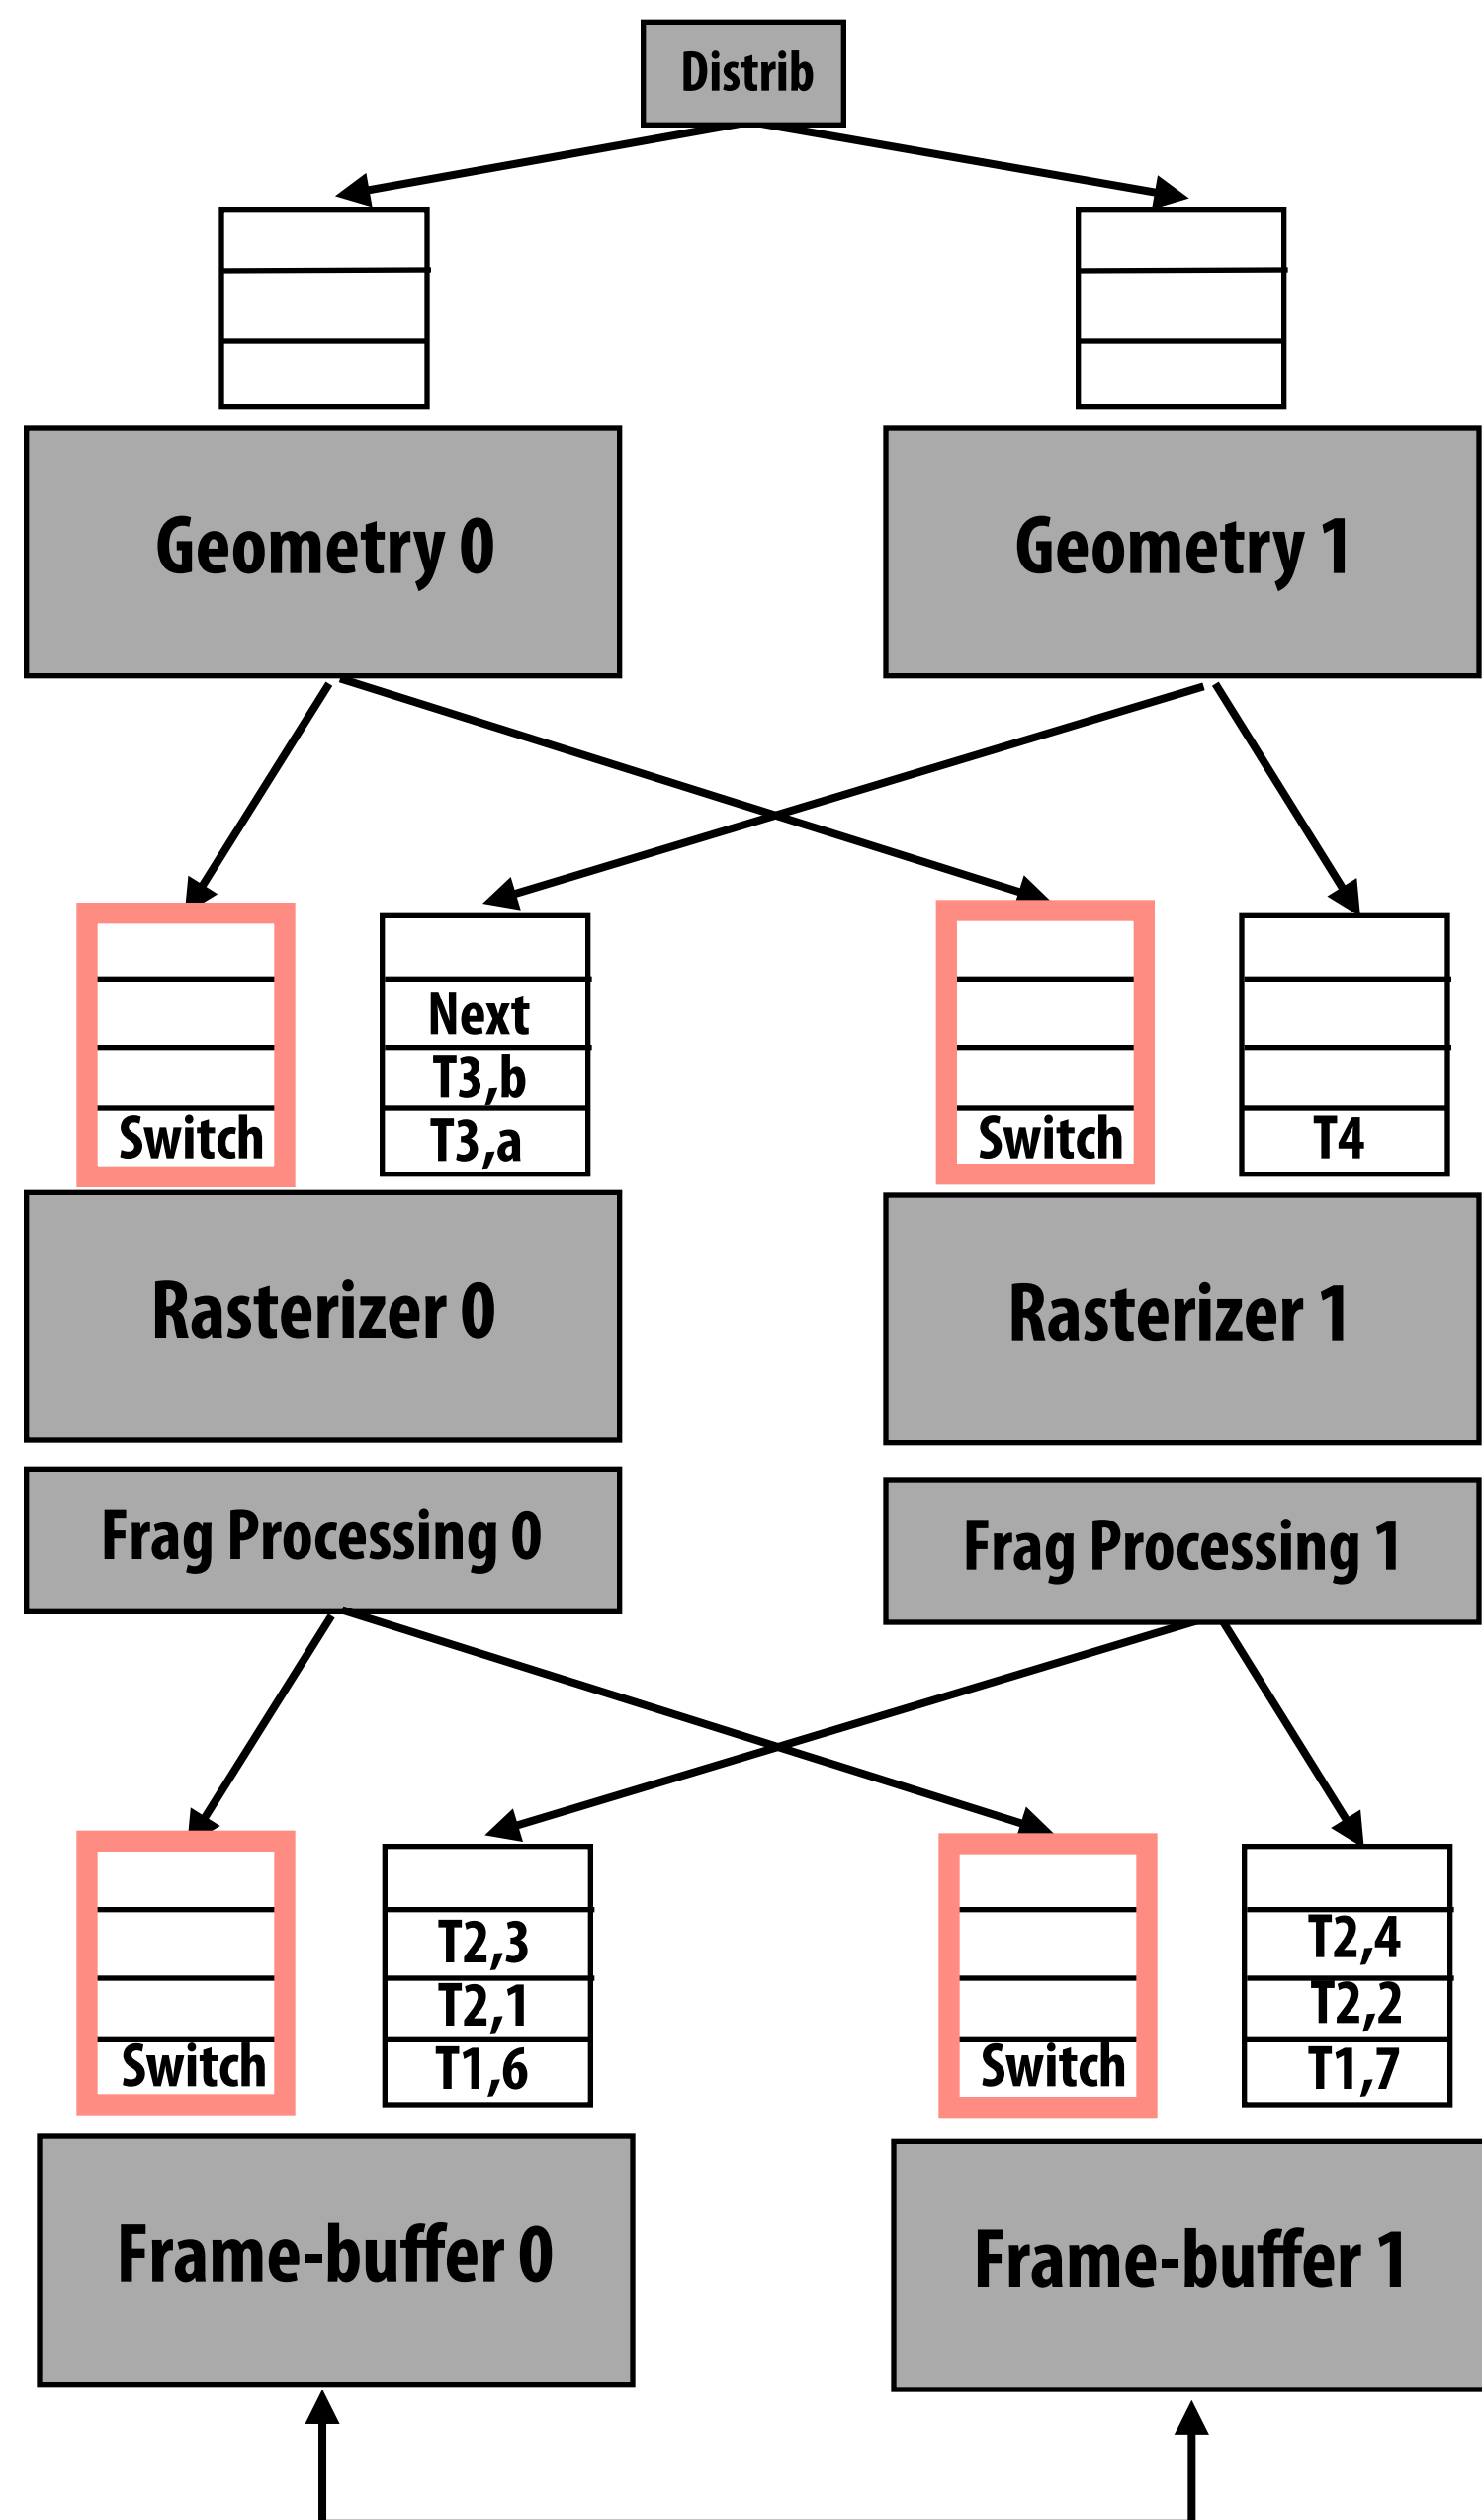 Distrib
Geometry 0
Geometry 1
Next
T3,b
Switch
T3,a
Switch
T4
Rasterizer 0
Rasterizer 1
Frag Processing 0
Frag Processing 1
T2,3
T2,4
T2,1
T2,2
Switch
T1,6
Switch
T1,7
Frame-buffer 0
Frame-buffer 1